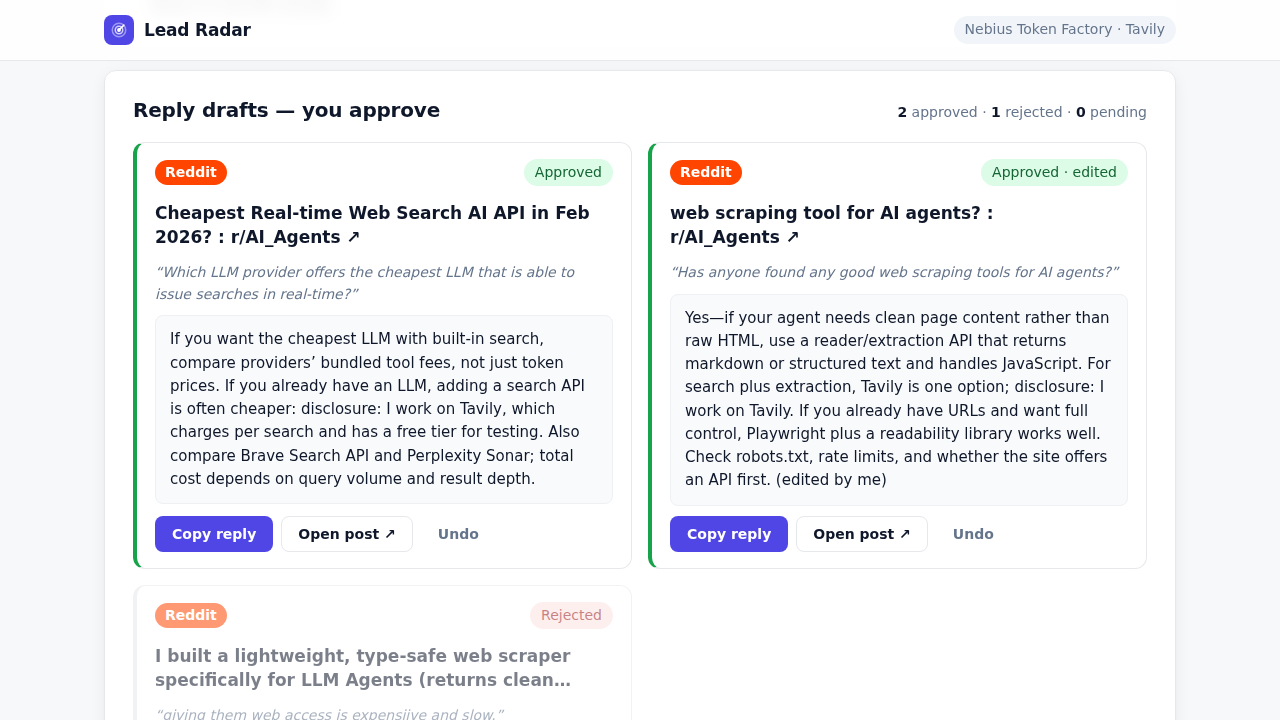 Lead Radar
Nebius Token Factory · Tavily
Reply drafts — you approve
2 approved · 1 rejected · 0 pending
Reddit
Approved
Cheapest Real-time Web Search AI API in Feb
2026? : r/AI_Agents ↗
“Which LLM provider offers the cheapest LLM that is able to
issue searches in real-time?”
If you want the cheapest LLM with built-in search,
compare providers’ bundled tool fees, not just token
prices. If you already have an LLM, adding a search API
is often cheaper: disclosure: I work on Tavily, which
charges per search and has a free tier for testing. Also
compare Brave Search API and Perplexity Sonar; total
cost depends on query volume and result depth.
Copy reply
Open post ↗
Undo
Reddit
Approved · edited
web scraping tool for AI agents? :
r/AI_Agents ↗
“Has anyone found any good web scraping tools for AI agents?”
Yes—if your agent needs clean page content rather than
raw HTML, use a reader/extraction API that returns
markdown or structured text and handles JavaScript. For
search plus extraction, Tavily is one option; disclosure: I
work on Tavily. If you already have URLs and want full
control, Playwright plus a readability library works well.
Check robots.txt, rate limits, and whether the site offers
an API first. (edited by me)
Copy reply
Open post ↗
Undo
Reddit
Rejected
I built a lightweight, type-safe web scraper
specifically for LLM Agents (returns clean…
“giving them web access is expensive and slow.”